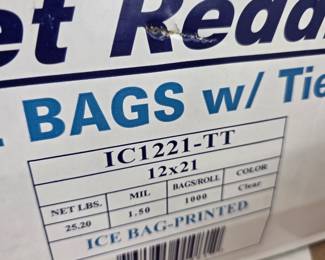 et Redd
BAGS w/ Tie
IC1221-TT
12x21
NET LBS. MIL BAGS/ROLL COLOR
25.20 1.50 1000 Clear
ICE BAG-PRINTED